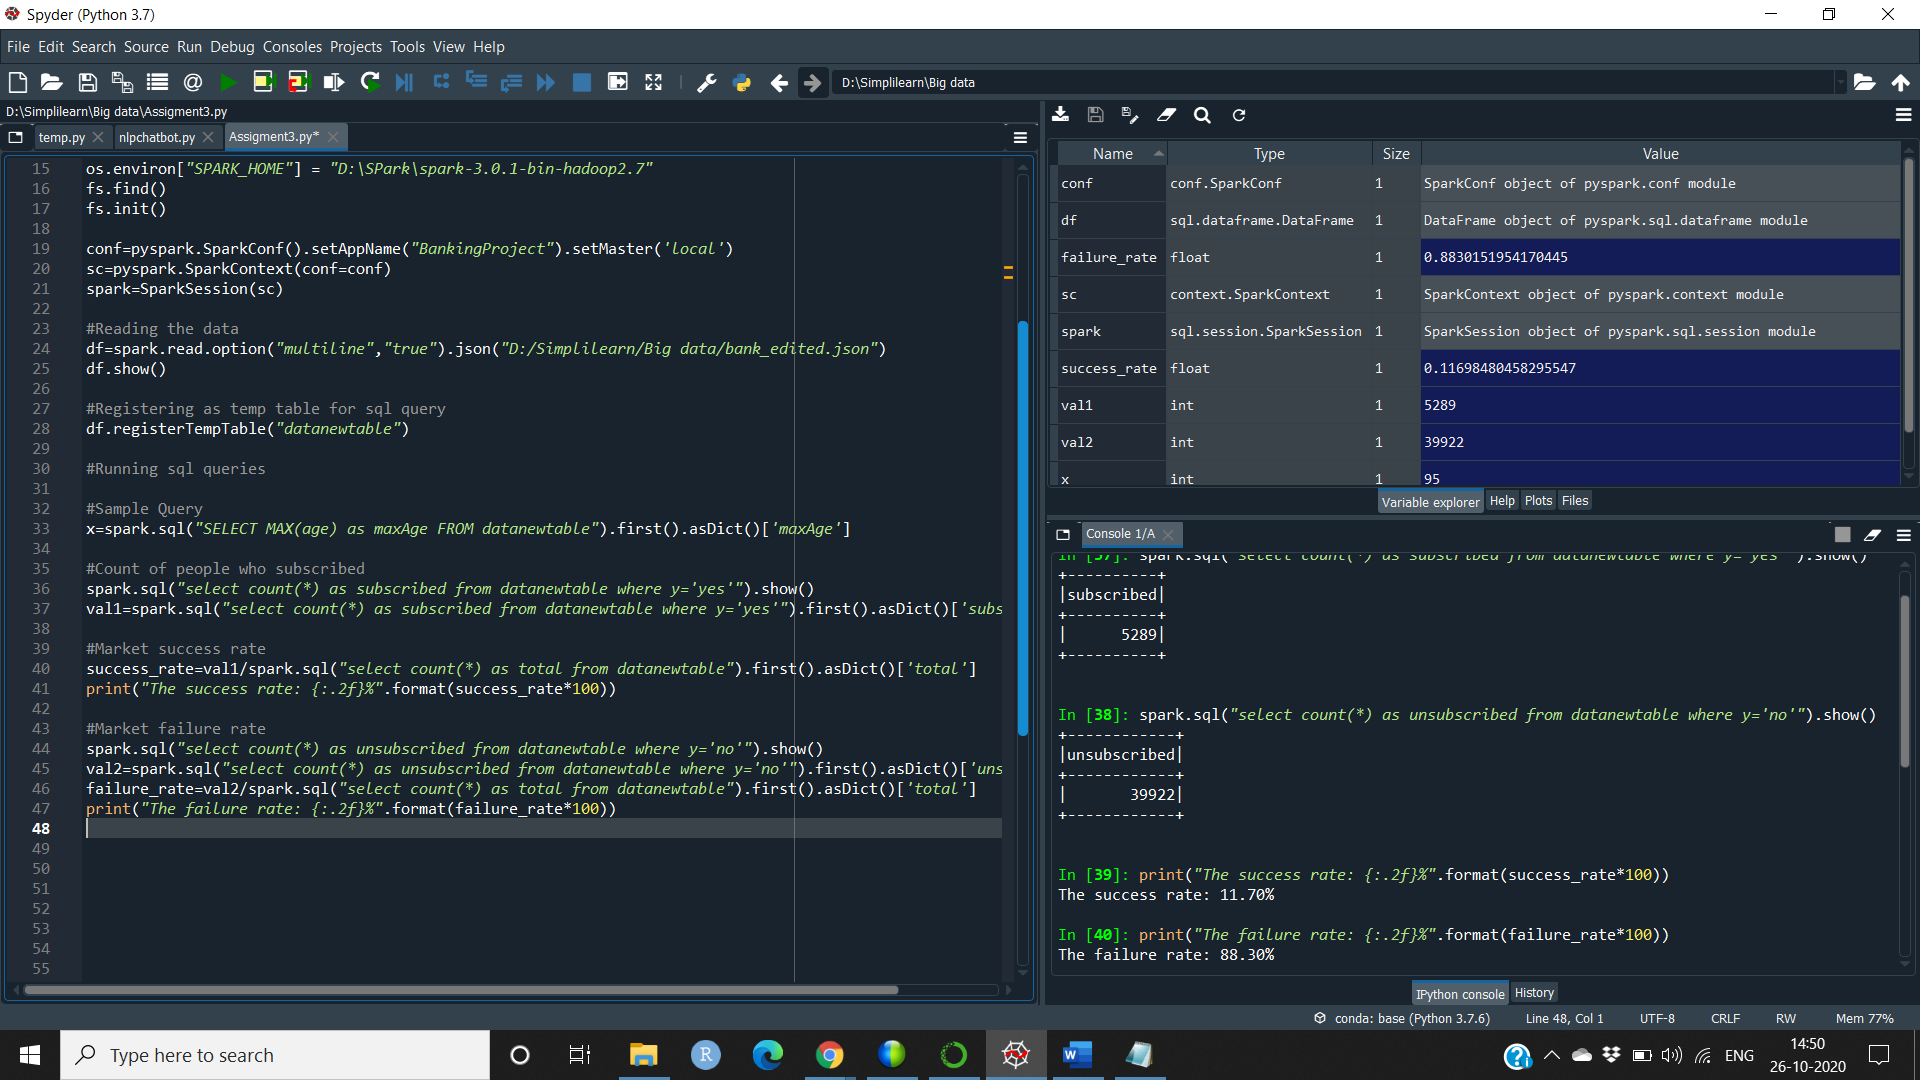 Spyder (Python 3.7)
File Edit Search Source Run Debug Consoles Projects Tools View Help
D:\Simplilearn\Big data
D:\Simplilearn\Big data\Assigment3.py
temp.py nlpchatbot.py Assigment3.py*
15 os.environ["SPARK_HOME"] = "D:\SPark\spark-3.0.1-bin-hadoop2.7"
16 fs.find()
17 fs.init()
18
19 conf=pyspark.SparkConf().setAppName("BankingProject").setMaster('local')
20 sc=pyspark.SparkContext(conf=conf)
21 spark=SparkSession(sc)
22
23 #Reading the data
24 df=spark.read.option("multiline","true").json("D:/Simplilearn/Big data/bank_edited.json")
25 df.show()
26
27 #Registering as temp table for sql query
28 df.registerTempTable("datanewtable")
29
30 #Running sql queries
31
32 #Sample Query
33 x=spark.sql("SELECT MAX(age) as maxAge FROM datanewtable").first().asDict()['maxAge']
34
35 #Count of people who subscribed
36 spark.sql("select count(*) as subscribed from datanewtable where y='yes'").show()
37 val1=spark.sql("select count(*) as subscribed from datanewtable where y='yes'").first().asDict()['subs
38
39 #Market success rate
40 success_rate=val1/spark.sql("select count(*) as total from datanewtable").first().asDict()['total']
41 print("The success rate: {:.2f}%".format(success_rate*100))
42
43 #Market failure rate
44 spark.sql("select count(*) as unsubscribed from datanewtable where y='no'").show()
45 val2=spark.sql("select count(*) as unsubscribed from datanewtable where y='no'").first().asDict()['uns
46 failure_rate=val2/spark.sql("select count(*) as total from datanewtable").first().asDict()['total']
47 print("The failure rate: {:.2f}%".format(failure_rate*100))
48
49
50
51
52
53
54
55
Name Type Size Value
conf conf.SparkConf 1 SparkConf object of pyspark.conf module
df sql.dataframe.DataFrame 1 DataFrame object of pyspark.sql.dataframe module
failure_rate float 1 0.8830151954170445
sc context.SparkContext 1 SparkContext object of pyspark.context module
spark sql.session.SparkSession 1 SparkSession object of pyspark.sql.session module
success_rate float 1 0.11698480458295547
val1 int 1 5289
val2 int 1 39922
x int 1 95
Variable explorer Help Plots Files
Console 1/A
In [37]: spark.sql("select count(*) as subscribed from datanewtable where y='yes'").show()
+----------+
|subscribed|
+----------+
|      5289|
+----------+
In [38]: spark.sql("select count(*) as unsubscribed from datanewtable where y='no'").show()
+------------+
|unsubscribed|
+------------+
|       39922|
+------------+
In [39]: print("The success rate: {:.2f}%".format(success_rate*100))
The success rate: 11.70%
In [40]: print("The failure rate: {:.2f}%".format(failure_rate*100))
The failure rate: 88.30%
IPython console History
conda: base (Python 3.7.6) Line 48, Col 1 UTF-8 CRLF RW Mem 77%
Type here to search
R
W
ENG
14:50
26-10-2020